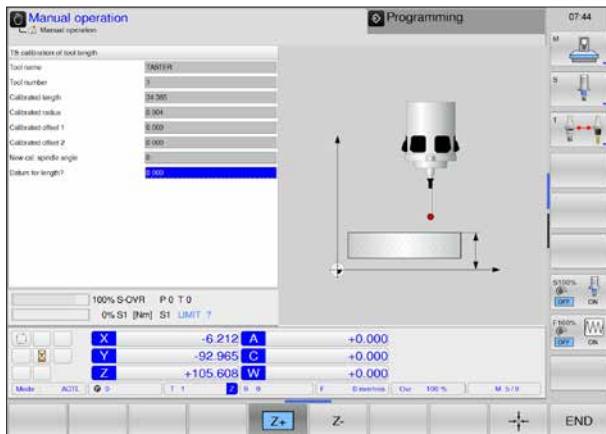 Manual operation
Programming
07:44
Manual operation
TS calibration of tool length
Tool name TASTER
Tool number
Calibrated length
Calibrated radius 0.004
Calibrated offset 1 0.000
Calibrated offset 2 0.000
New cal. spindle angle 0
Datum for length? 0.000
M
S
T
100% S-OVR P0 T0
0% S1 [Nm] S1 LIMIT ?
X -6.212 A +0.000
Y -92.965 C +0.000
Z +105.608 W +0.000
Mode ACTL. 0 T 1 Z S 0 F Ovr 100 % M 5/9
S100%
OFF ON
F100%
OFF ON
Z+ Z- END